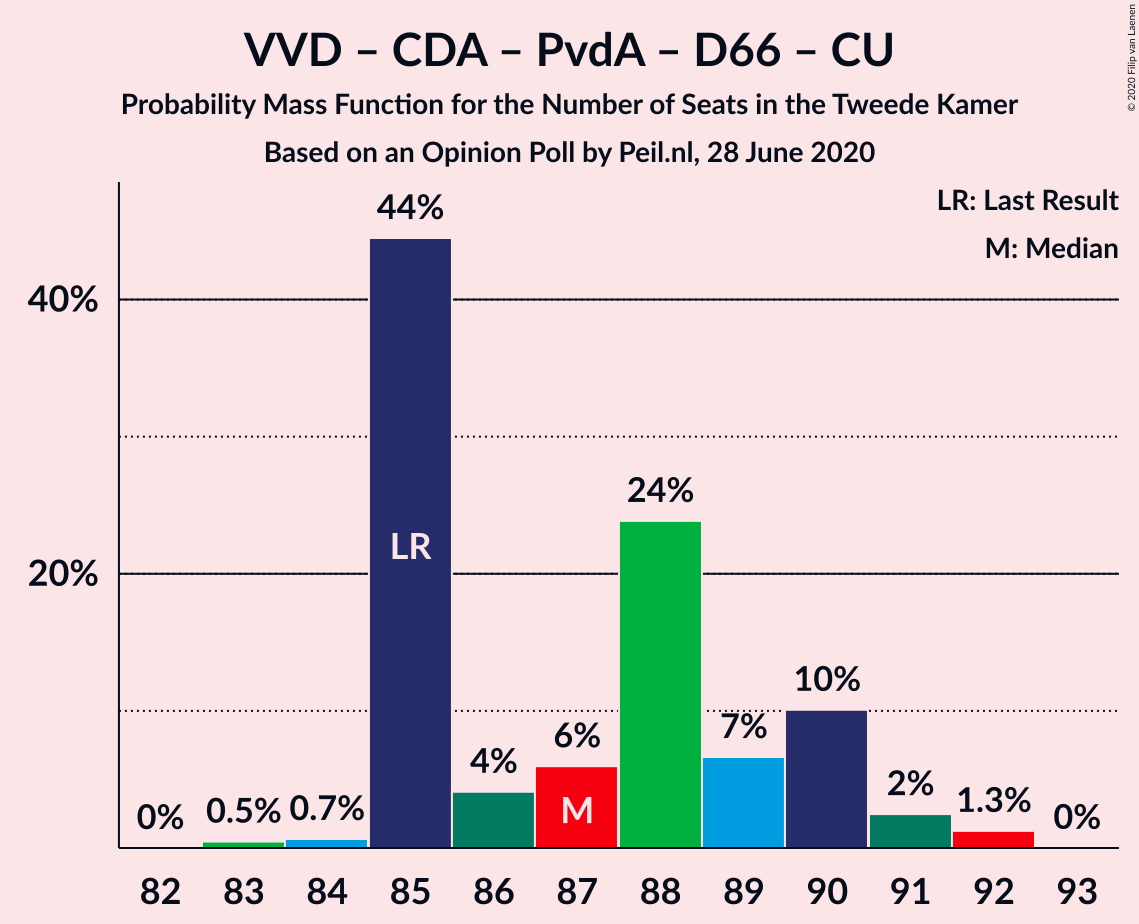 VVD – CDA – PvdA – D66 – CU
Probability Mass Function for the Number of Seats in the Tweede Kamer
Based on an Opinion Poll by Peil.nl, 28 June 2020
© 2020 Filip van Laenen
LR: Last Result
M: Median
44%
40%
LR
24%
20%
10%
7%
6%
4%
M
2%
1.3%
0%
0.5%
0.7%
0%
82 83 84 85 86 87 88 89 90 91 92 93